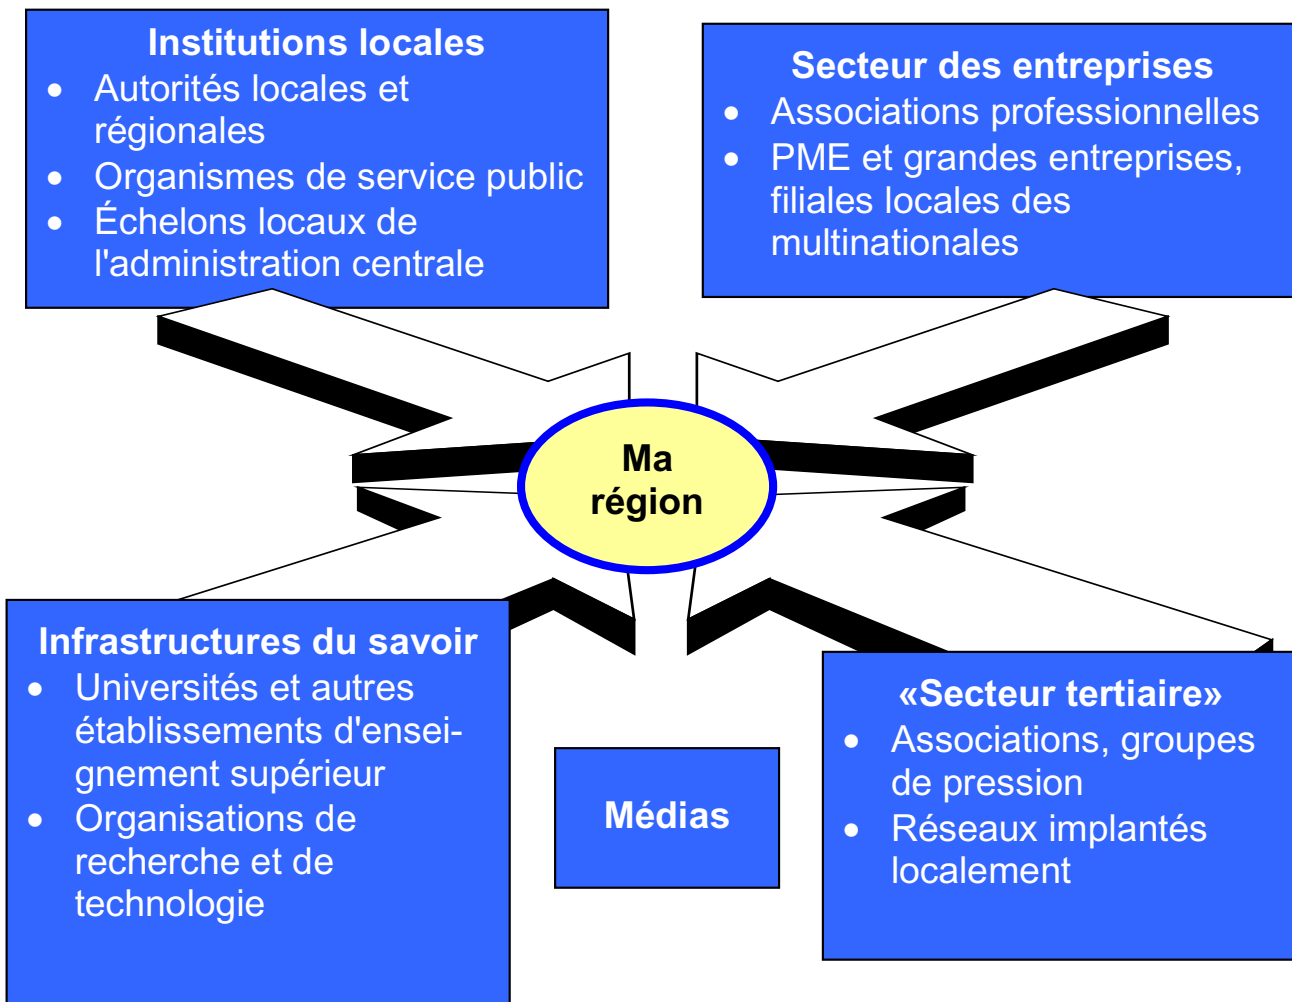 Institutions locales
• Autorités locales et
régionales
• Organismes de service public
• Échelons locaux de
l'administration centrale
Secteur des entreprises
• Associations professionnelles
• PME et grandes entreprises,
filiales locales des
multinationales
Ma
région
Infrastructures du savoir
• Universités et autres
établissements d'ensei-
gnement supérieur
• Organisations de
recherche et de
technologie
Médias
«Secteur tertiaire»
• Associations, groupes
de pression
• Réseaux implantés
localement